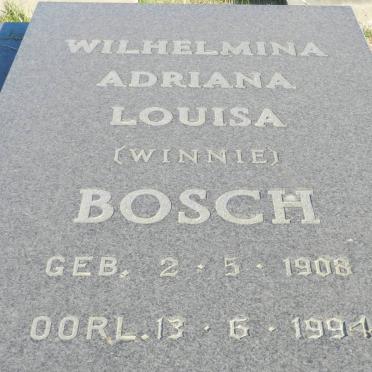 WILHELMINA
ADRIANA
LOUISA
(WINNIE)
BOSCH
GEB. 2 · 5 · 1908
OORL. 13 · 6 · 1994